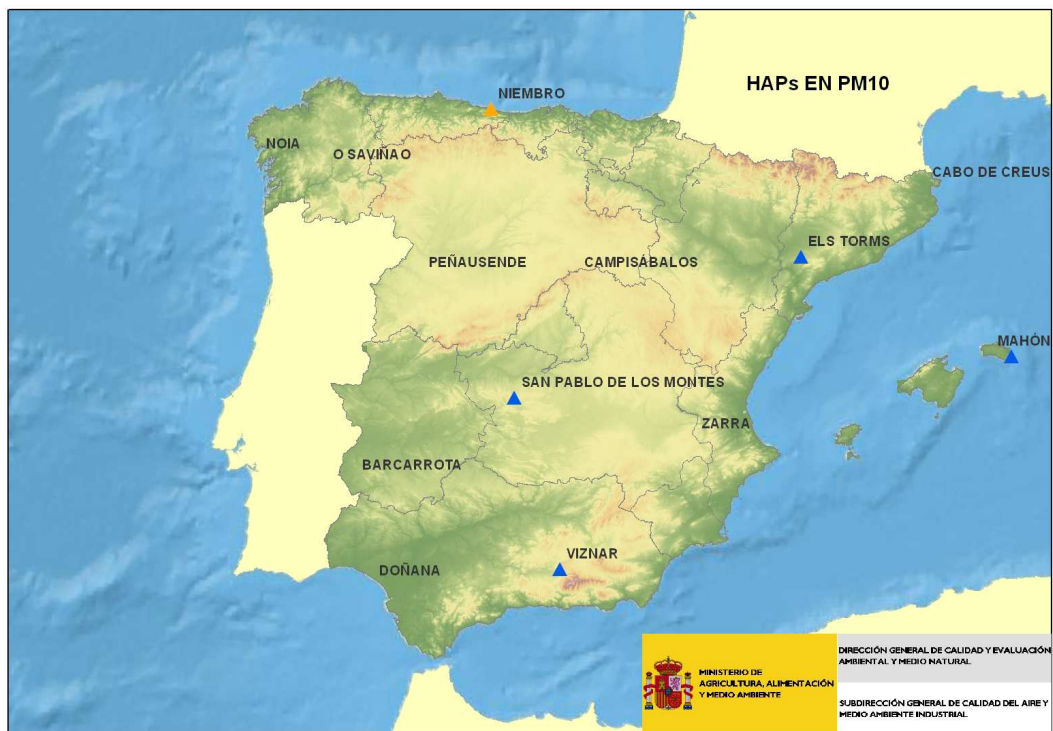 HAPs EN PM10
NIEMBRO
NOIA
O SAVIÑAO
CABO DE CREUS
ELS TORMS
PEÑAUSENDE
CAMPISÁBALOS
MAHÓN
SAN PABLO DE LOS MONTES
ZARRA
BARCARROTA
VIZNAR
DOÑANA
MINISTERIO DE
AGRICULTURA, ALIMENTACIÓN
Y MEDIO AMBIENTE
DIRECCIÓN GENERAL DE CALIDAD Y EVALUACIÓN
AMBIENTAL Y MEDIO NATURAL
SUBDIRECCIÓN GENERAL DE CALIDAD DEL AIRE Y
MEDIO AMBIENTE INDUSTRIAL